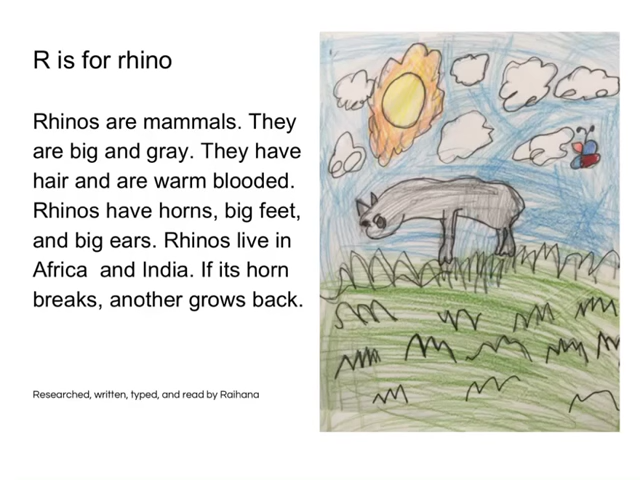 R is for rhino
Rhinos are mammals. They
are big and gray. They have
hair and are warm blooded.
Rhinos have horns, big feet,
and big ears. Rhinos live in
Africa  and India. If its horn
breaks, another grows back.
Researched, written, typed, and read by Raihana